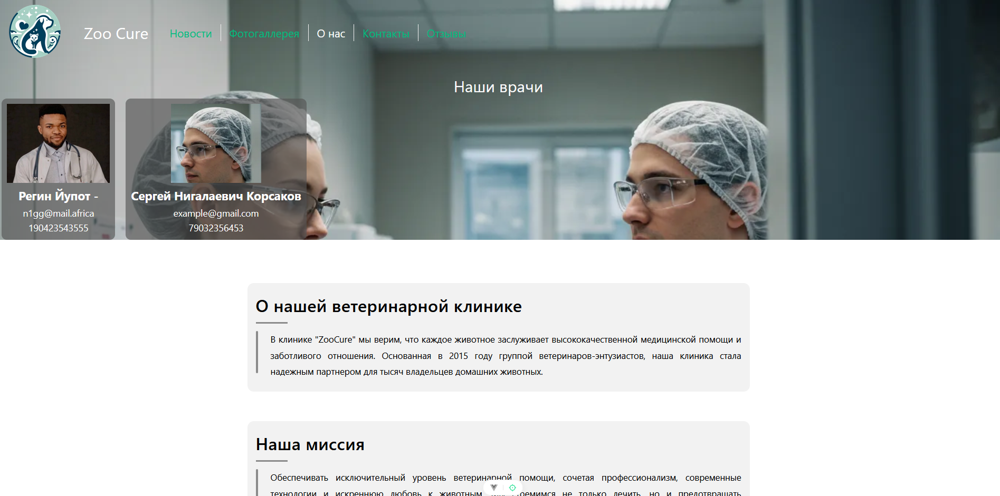 Zoo Cure
Новости
Фотогаллерея
О нас
Контакты
Отзывы
Наши врачи
Регин Йупот -
n1gg@mail.africa
190423543555
Сергей Нигалаевич Корсаков
example@gmail.com
79032356453
О нашей ветеринарной клинике
В клинике "ZooCure" мы верим, что каждое животное заслуживает высококачественной медицинской помощи и
заботливого отношения. Основанная в 2015 году группой ветеринаров-энтузиастов, наша клиника стала
надежным партнером для тысяч владельцев домашних животных.
Наша миссия
Обеспечивать исключительный уровень ветеринарной помощи, сочетая профессионализм, современные
технологии и искреннюю любовь к животным. стремимся не только лечить, но и предотвращать